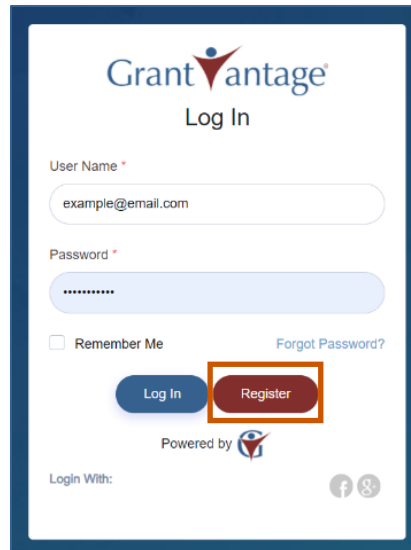 GrantVantage®
Log In
User Name *
example@email.com
Password *
•••••••••••
Remember Me
Forgot Password?
Log In
Register
Powered by G
Login With:
f g+